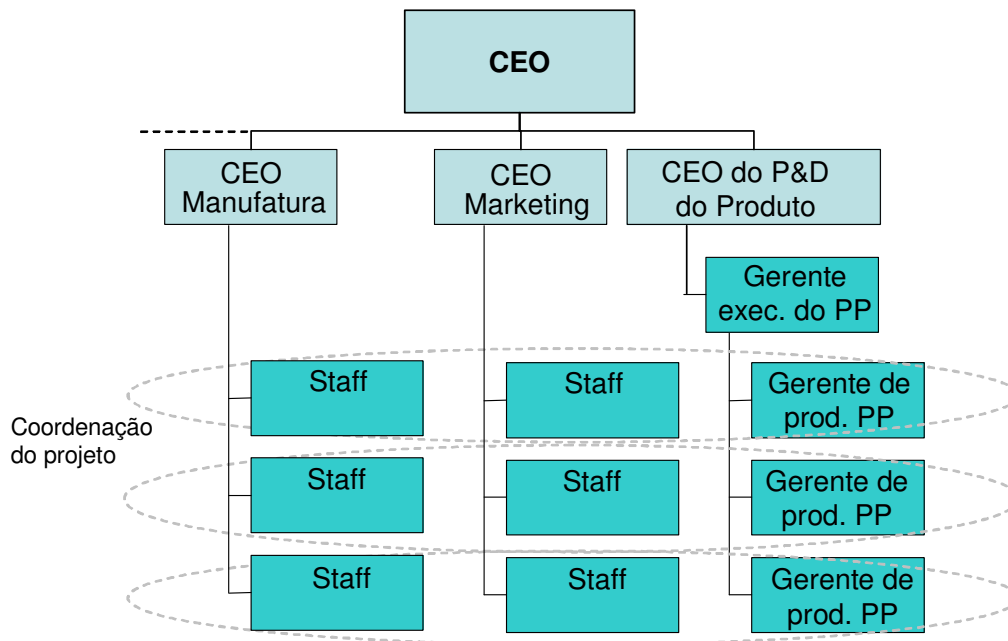 CEO
CEO
Manufatura
CEO
Marketing
CEO do P&D
do Produto
Gerente
exec. do PP
Staff
Staff
Gerente de
prod. PP
Coordenação
do projeto
Staff
Staff
Gerente de
prod. PP
Staff
Staff
Gerente de
prod. PP